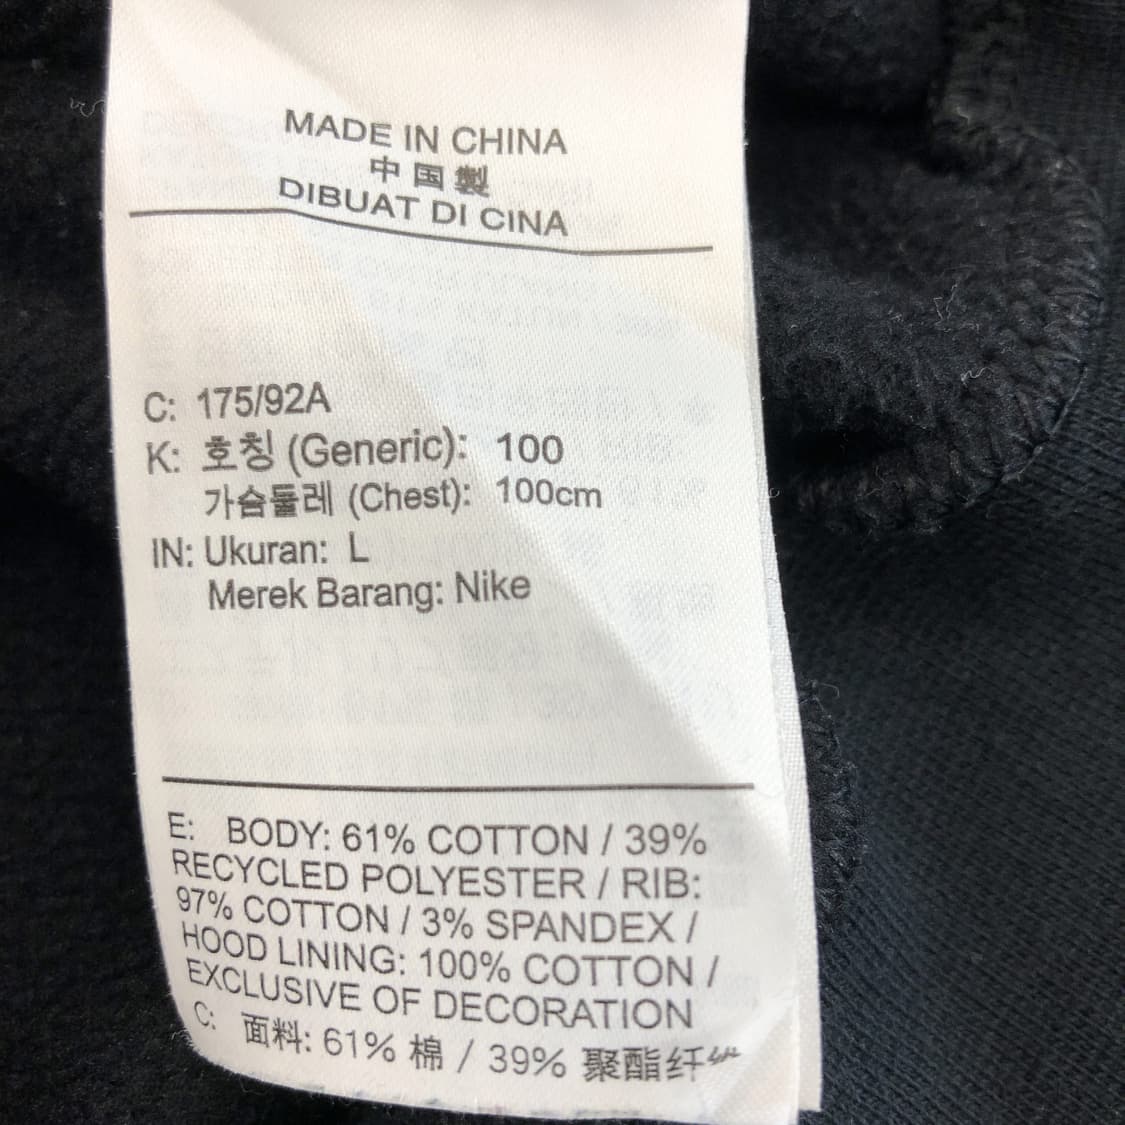 MADE IN CHINA
中国製
DIBUAT DI CINA
C: 175/92A
K: 호칭 (Generic): 100
가슴둘레 (Chest): 100cm
IN: Ukuran: L
Merek Barang: Nike
E: BODY: 61% COTTON / 39%
RECYCLED POLYESTER / RIB:
97% COTTON / 3% SPANDEX /
HOOD LINING: 100% COTTON /
EXCLUSIVE OF DECORATION
C: 面料: 61% 棉 / 39% 聚酯纤维